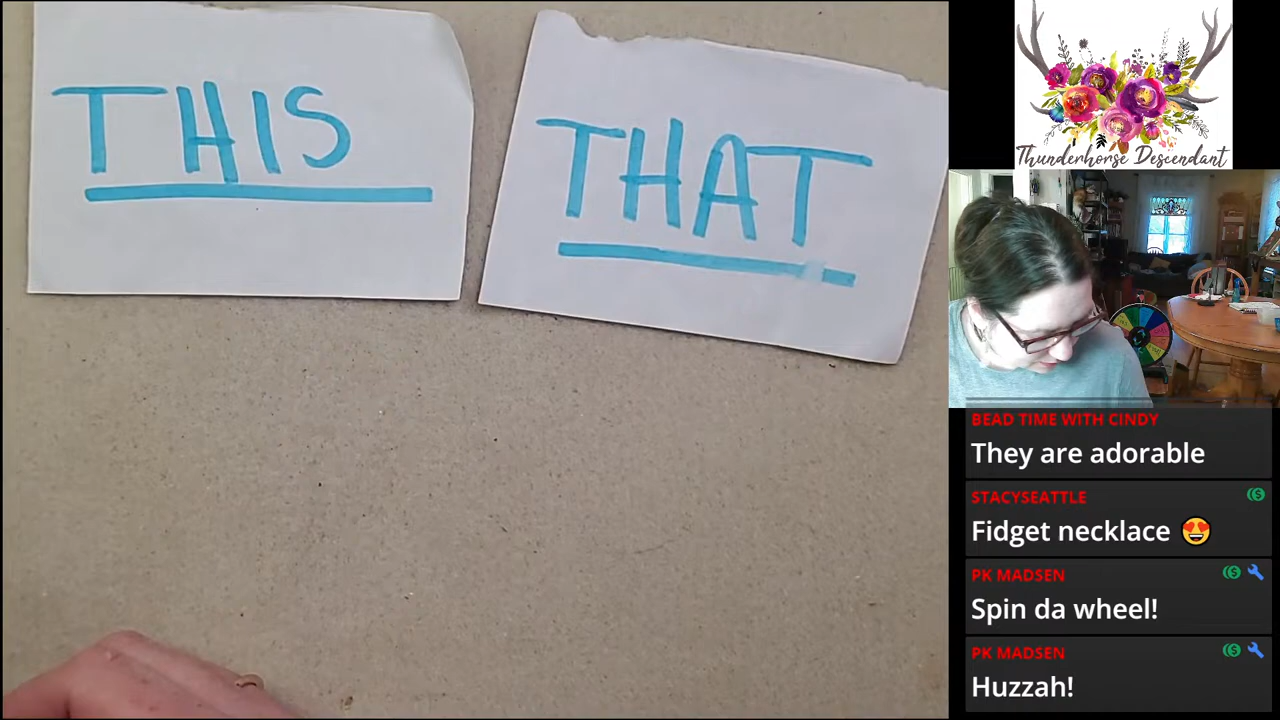 THIS
THAT
Thunderhorse Descendant
BEAD TIME WITH CINDY
They are adorable
STACYSEATTLE
Fidget necklace 😍
PK MADSEN
Spin da wheel!
PK MADSEN
Huzzah!